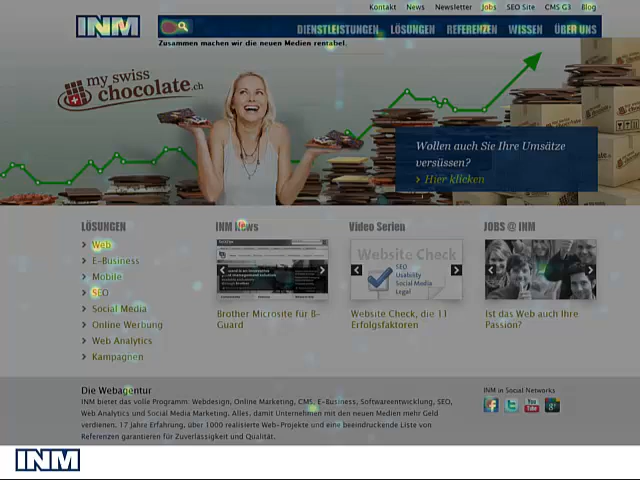 Kontakt News Newsletter Jobs SEO Site CMS G3 Blog
INM
DIENSTLEISTUNGEN LÖSUNGEN REFERENZEN WISSEN ÜBER UNS
Zusammen machen wir die neuen Medien rentabel.
my swiss
chocolate.ch
Wollen auch Sie Ihre Umsätze
versüssen?
Hier klicken
LÖSUNGEN
Web
E-Business
Mobile
SEO
Social Media
Online Werbung
Web Analytics
Kampagnen
INM News
Brother Microsite für B-
Guard
Video Serien
Website Check
SEO
Usability
Social Media
Legal
Website Check, die 11
Erfolgsfaktoren
JOBS @ INM
Ist das Web auch Ihre
Passion?
Die Webagentur
INM bietet das volle Programm: Webdesign, Online Marketing, CMS, E-Business, Softwareentwicklung, SEO,
Web Analytics und Social Media Marketing. Alles, damit Unternehmen mit den neuen Medien mehr Geld
verdienen. 17 Jahre Erfahrung, über 1000 realisierte Web-Projekte und eine beeindruckende Liste von
Referenzen garantieren für Zuverlässigkeit und Qualität.
INM in Social Networks
You
Tube
INM